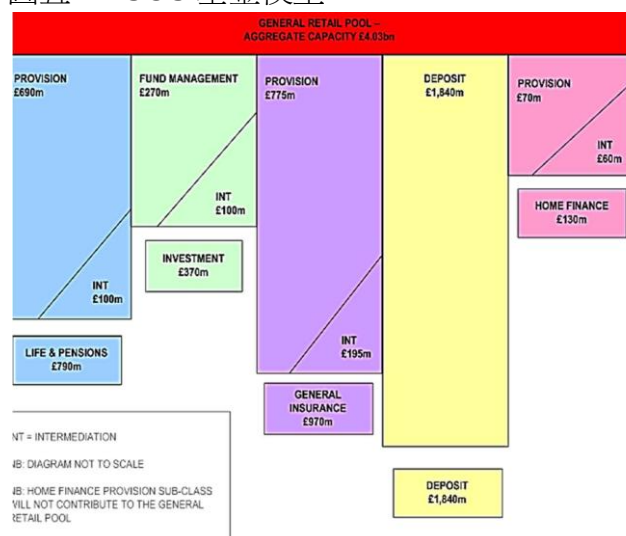 GENERAL RETAIL POOL –
AGGREGATE CAPACITY £4.03bn
PROVISION
£690m
INT
£100m
LIFE & PENSIONS
£790m
FUND MANAGEMENT
£270m
INT
£100m
INVESTMENT
£370m
PROVISION
£775m
INT
£195m
GENERAL
INSURANCE
£970m
DEPOSIT
£1,840m
DEPOSIT
£1,840m
PROVISION
£70m
INT
£60m
HOME FINANCE
£130m
NT = INTERMEDIATION
NB: DIAGRAM NOT TO SCALE
NB: HOME FINANCE PROVISION SUB-CLASS
WILL NOT CONTRIBUTE TO THE GENERAL
RETAIL POOL